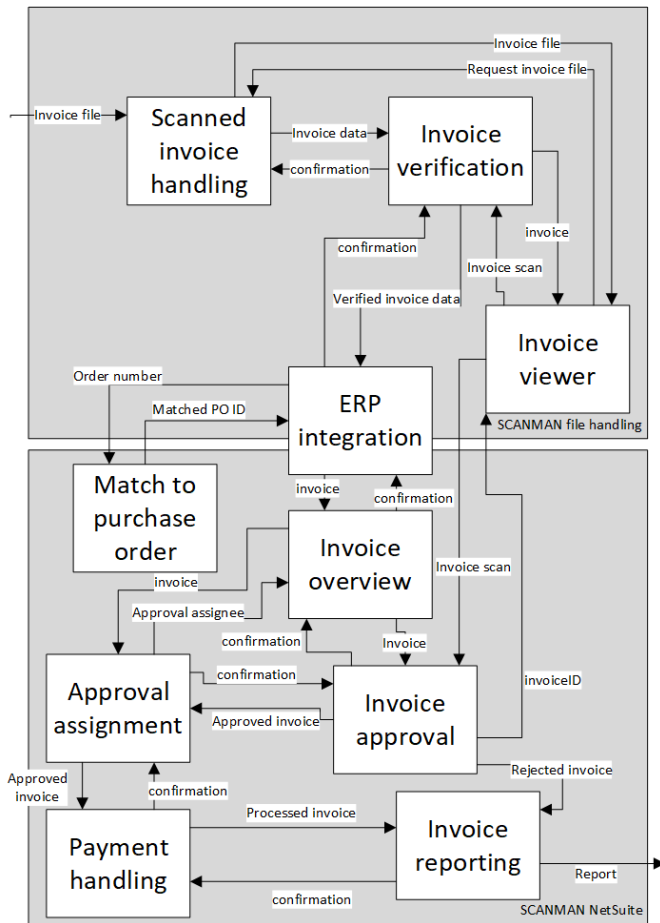 Invoice file
Request invoice file
Invoice file
Scanned
invoice
handling
Invoice data
confirmation
Invoice
verification
confirmation
invoice
Invoice scan
Verified invoice data
Invoice
viewer
Order number
Matched PO ID
ERP
integration
SCANMAN file handling
Match to
purchase
order
invoice
confirmation
Invoice
overview
invoice
Approval assignee
Invoice scan
confirmation
Invoice
Approval
assignment
confirmation
Approved invoice
Invoice
approval
invoiceID
Approved
invoice
confirmation
Rejected invoice
Payment
handling
Processed invoice
confirmation
Invoice
reporting
Report
SCANMAN NetSuite